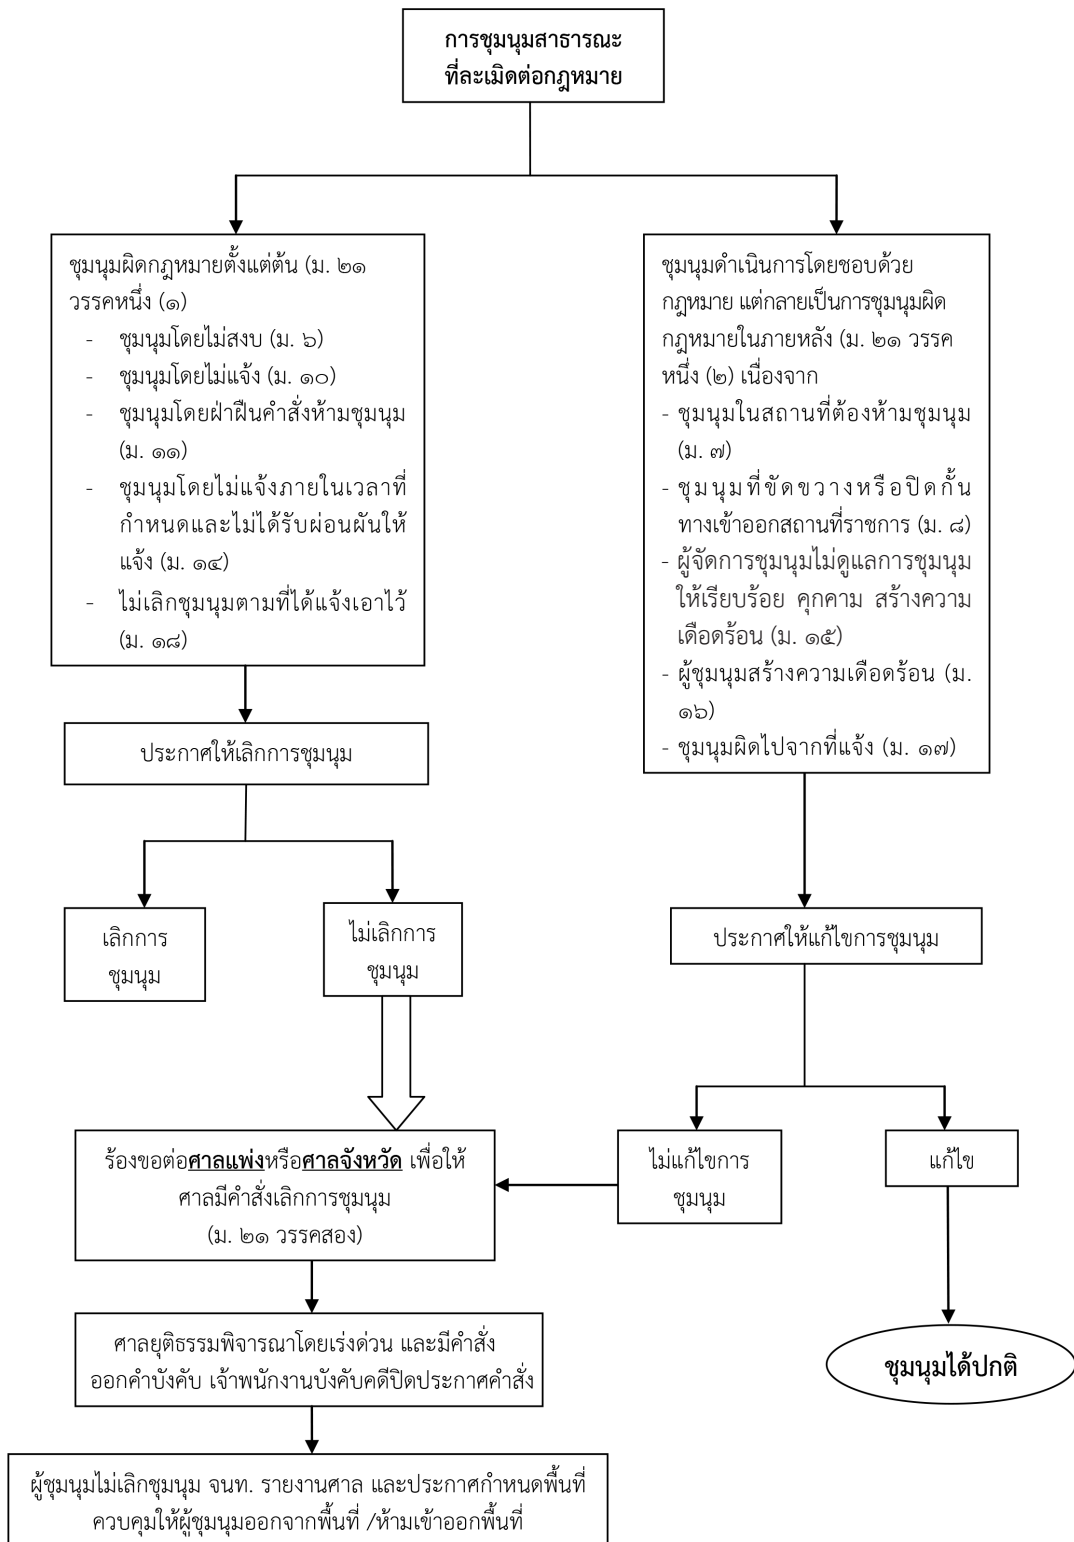 การชุมนุมสาธารณะ
ที่ละเมิดต่อกฎหมาย
ชุมนุมผิดกฎหมายตั้งแต่ต้น (ม. ๒๑
วรรคหนึ่ง (๑)
- ชุมนุมโดยไม่สงบ (ม. ๖)
- ชุมนุมโดยไม่แจ้ง (ม. ๑๐)
- ชุมนุมโดยฝ่าฝืนคำสั่งห้ามชุมนุม
(ม. ๑๑)
- ชุมนุมโดยไม่แจ้งภายในเวลาที่
กำหนดและไม่ได้รับผ่อนผันให้
แจ้ง (ม. ๑๔)
- ไม่เลิกชุมนุมตามที่ได้แจ้งเอาไว้
(ม. ๑๘)
ชุมนุมดำเนินการโดยชอบด้วย
กฎหมาย แต่กลายเป็นการชุมนุมผิด
กฎหมายในภายหลัง (ม. ๒๑ วรรค
หนึ่ง (๒) เนื่องจาก
- ชุมนุมในสถานที่ต้องห้ามชุมนุม
(ม. ๗)
- ชุมนุมที่ขัดขวางหรือปิดกั้น
ทางเข้าออกสถานที่ราชการ (ม. ๘)
- ผู้จัดการชุมนุมไม่ดูแลการชุมนุม
ให้เรียบร้อย คุกคาม สร้างความ
เดือดร้อน (ม. ๑๕)
- ผู้ชุมนุมสร้างความเดือดร้อน (ม.
๑๖)
- ชุมนุมผิดไปจากที่แจ้ง (ม. ๑๗)
ประกาศให้เลิกการชุมนุม
เลิกการ
ชุมนุม
ไม่เลิกการ
ชุมนุม
ประกาศให้แก้ไขการชุมนุม
ร้องขอต่อศาลแพ่งหรือศาลจังหวัด เพื่อให้
ศาลมีคำสั่งเลิกการชุมนุม
(ม. ๒๑ วรรคสอง)
ไม่แก้ไขการ
ชุมนุม
แก้ไข
ศาลยุติธรรมพิจารณาโดยเร่งด่วน และมีคำสั่ง
ออกคำบังคับ เจ้าพนักงานบังคับคดีปิดประกาศคำสั่ง
ชุมนุมได้ปกติ
ผู้ชุมนุมไม่เลิกชุมนุม จนท. รายงานศาล และประกาศกำหนดพื้นที่
ควบคุมให้ผู้ชุมนุมออกจากพื้นที่ /ห้ามเข้าออกพื้นที่